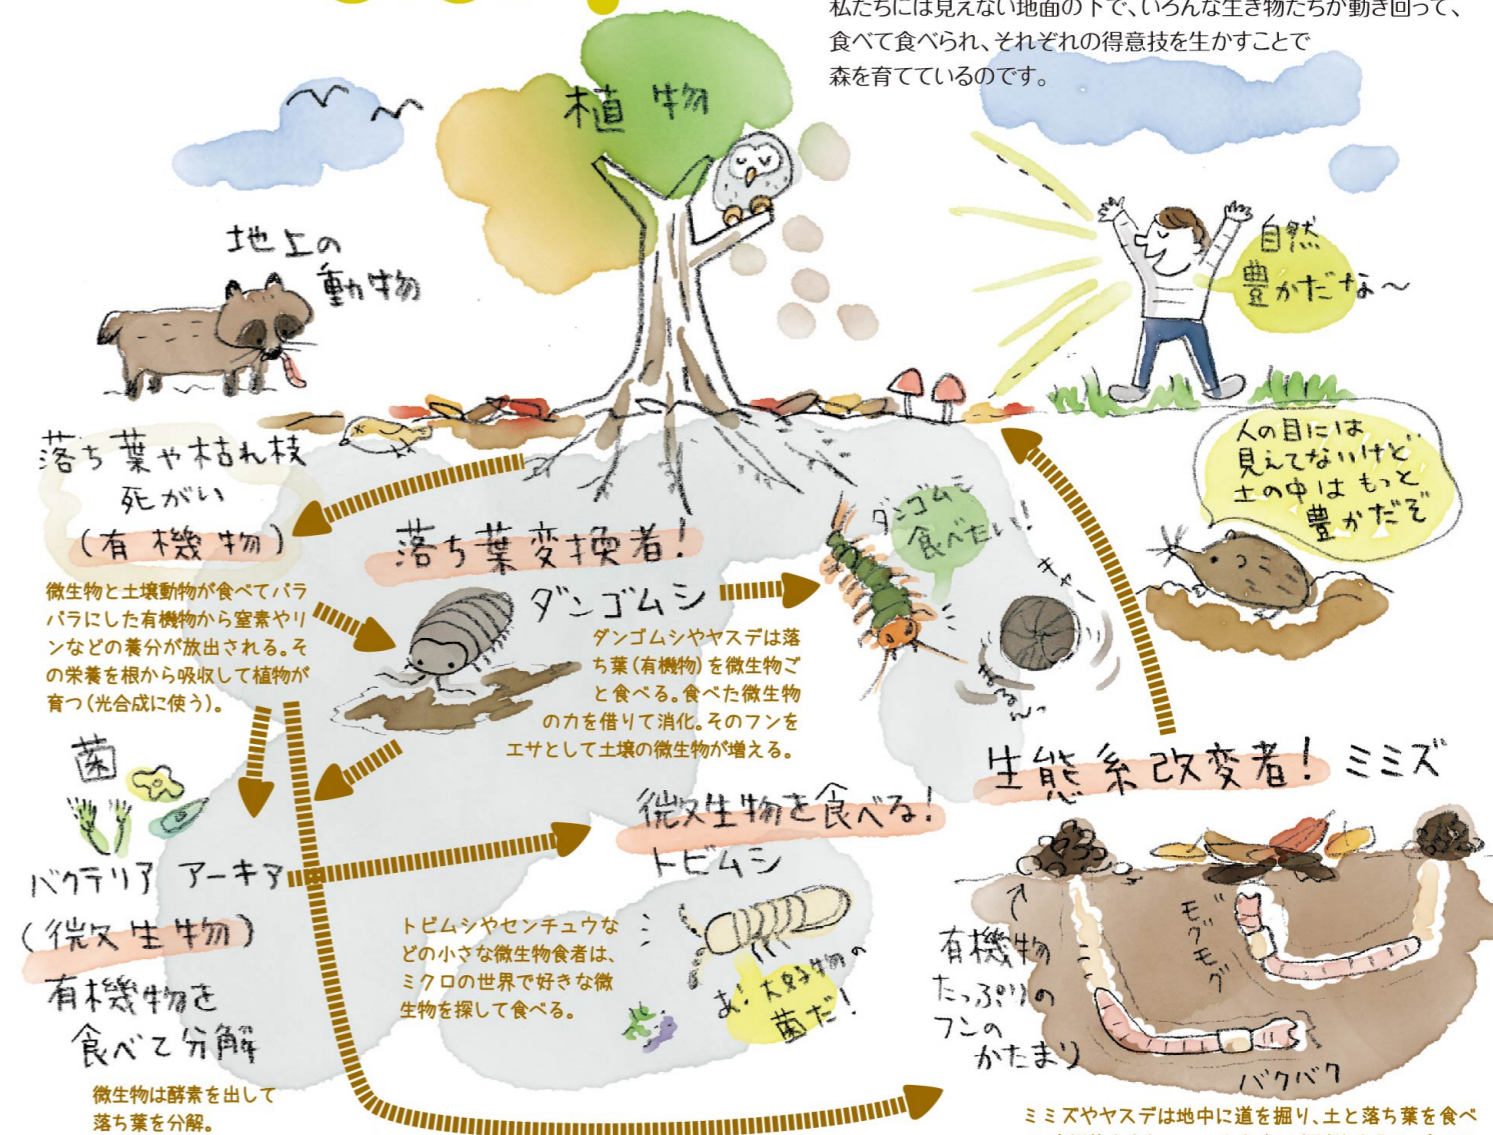 私たちには見えない地面の下で、いろんな生き物たちが動き回って、
食べて食べられ、それぞれの得意技を生かすことで
森を育てているのです。
植物
地上の
動物
自然
豊かだな～
人の目には
見えてないけど
土の中はもっと
豊かだぞ
落ち葉や枯れ枝
死がい
(有機物)
微生物と土壌動物が食べてバラ
バラにした有機物から窒素やリ
ンなどの養分が放出される。そ
の栄養を根から吸収して植物が
育つ(光合成に使う)。
落ち葉変換者!
ダンゴムシ
ダンゴムシやヤスデは落
ち葉(有機物)を微生物ご
と食べる。食べた微生物
の力を借りて消化。そのフンを
エサとして土壌の微生物が増える。
ダンゴムシ
食べたい!
キャー
まるんっ
菌
バクテリア アーキア
(微生物)
有機物を
食べて分解
微生物は酵素を出して
落ち葉を分解。
微生物を食べる!
トビムシ
トビムシやセンチュウな
どの小さな微生物食者は、
ミクロの世界で好きな微
生物を探して食べる。
あ!大好物の
菌だ!
生態系改変者! ミミズ
有機物
たっぷりの
フンの
かたまり
モグモグ
バクバク
ミミズやヤスデは地中に道を掘り、土と落ち葉を食べ